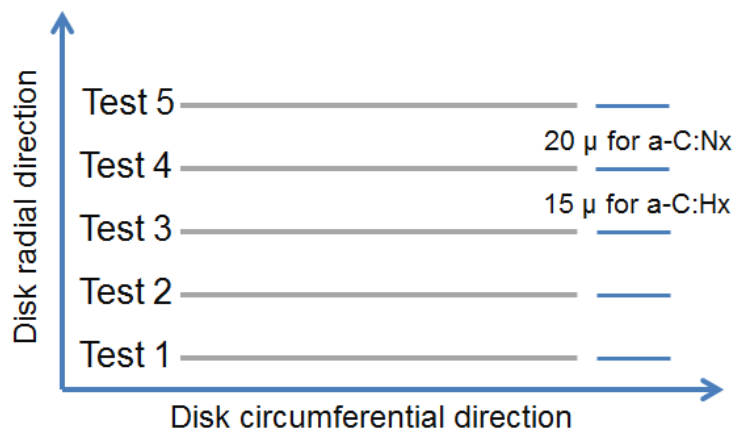 Disk radial direction
Test 5
20 µ for a-C:Nx
Test 4
15 µ for a-C:Hx
Test 3
Test 2
Test 1
Disk circumferential direction